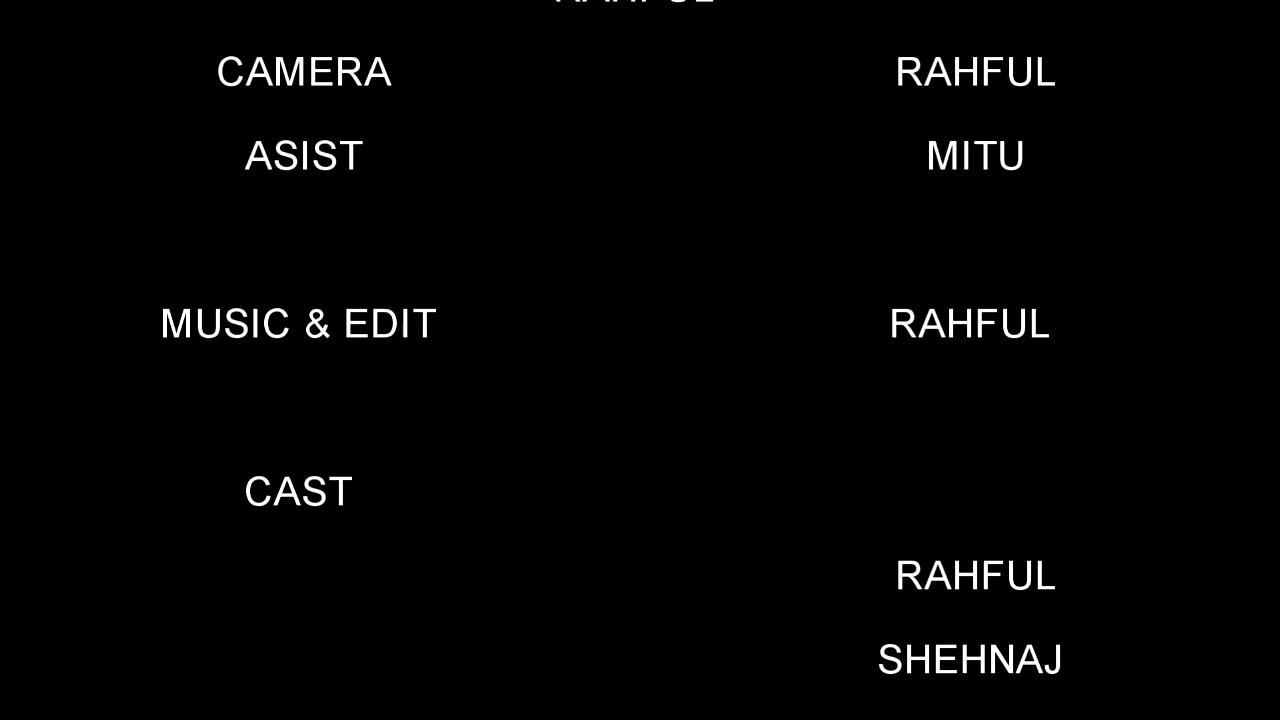 CAMERA RAHFUL
ASIST MITU
MUSIC & EDIT RAHFUL
CAST
RAHFUL
SHEHNAJ